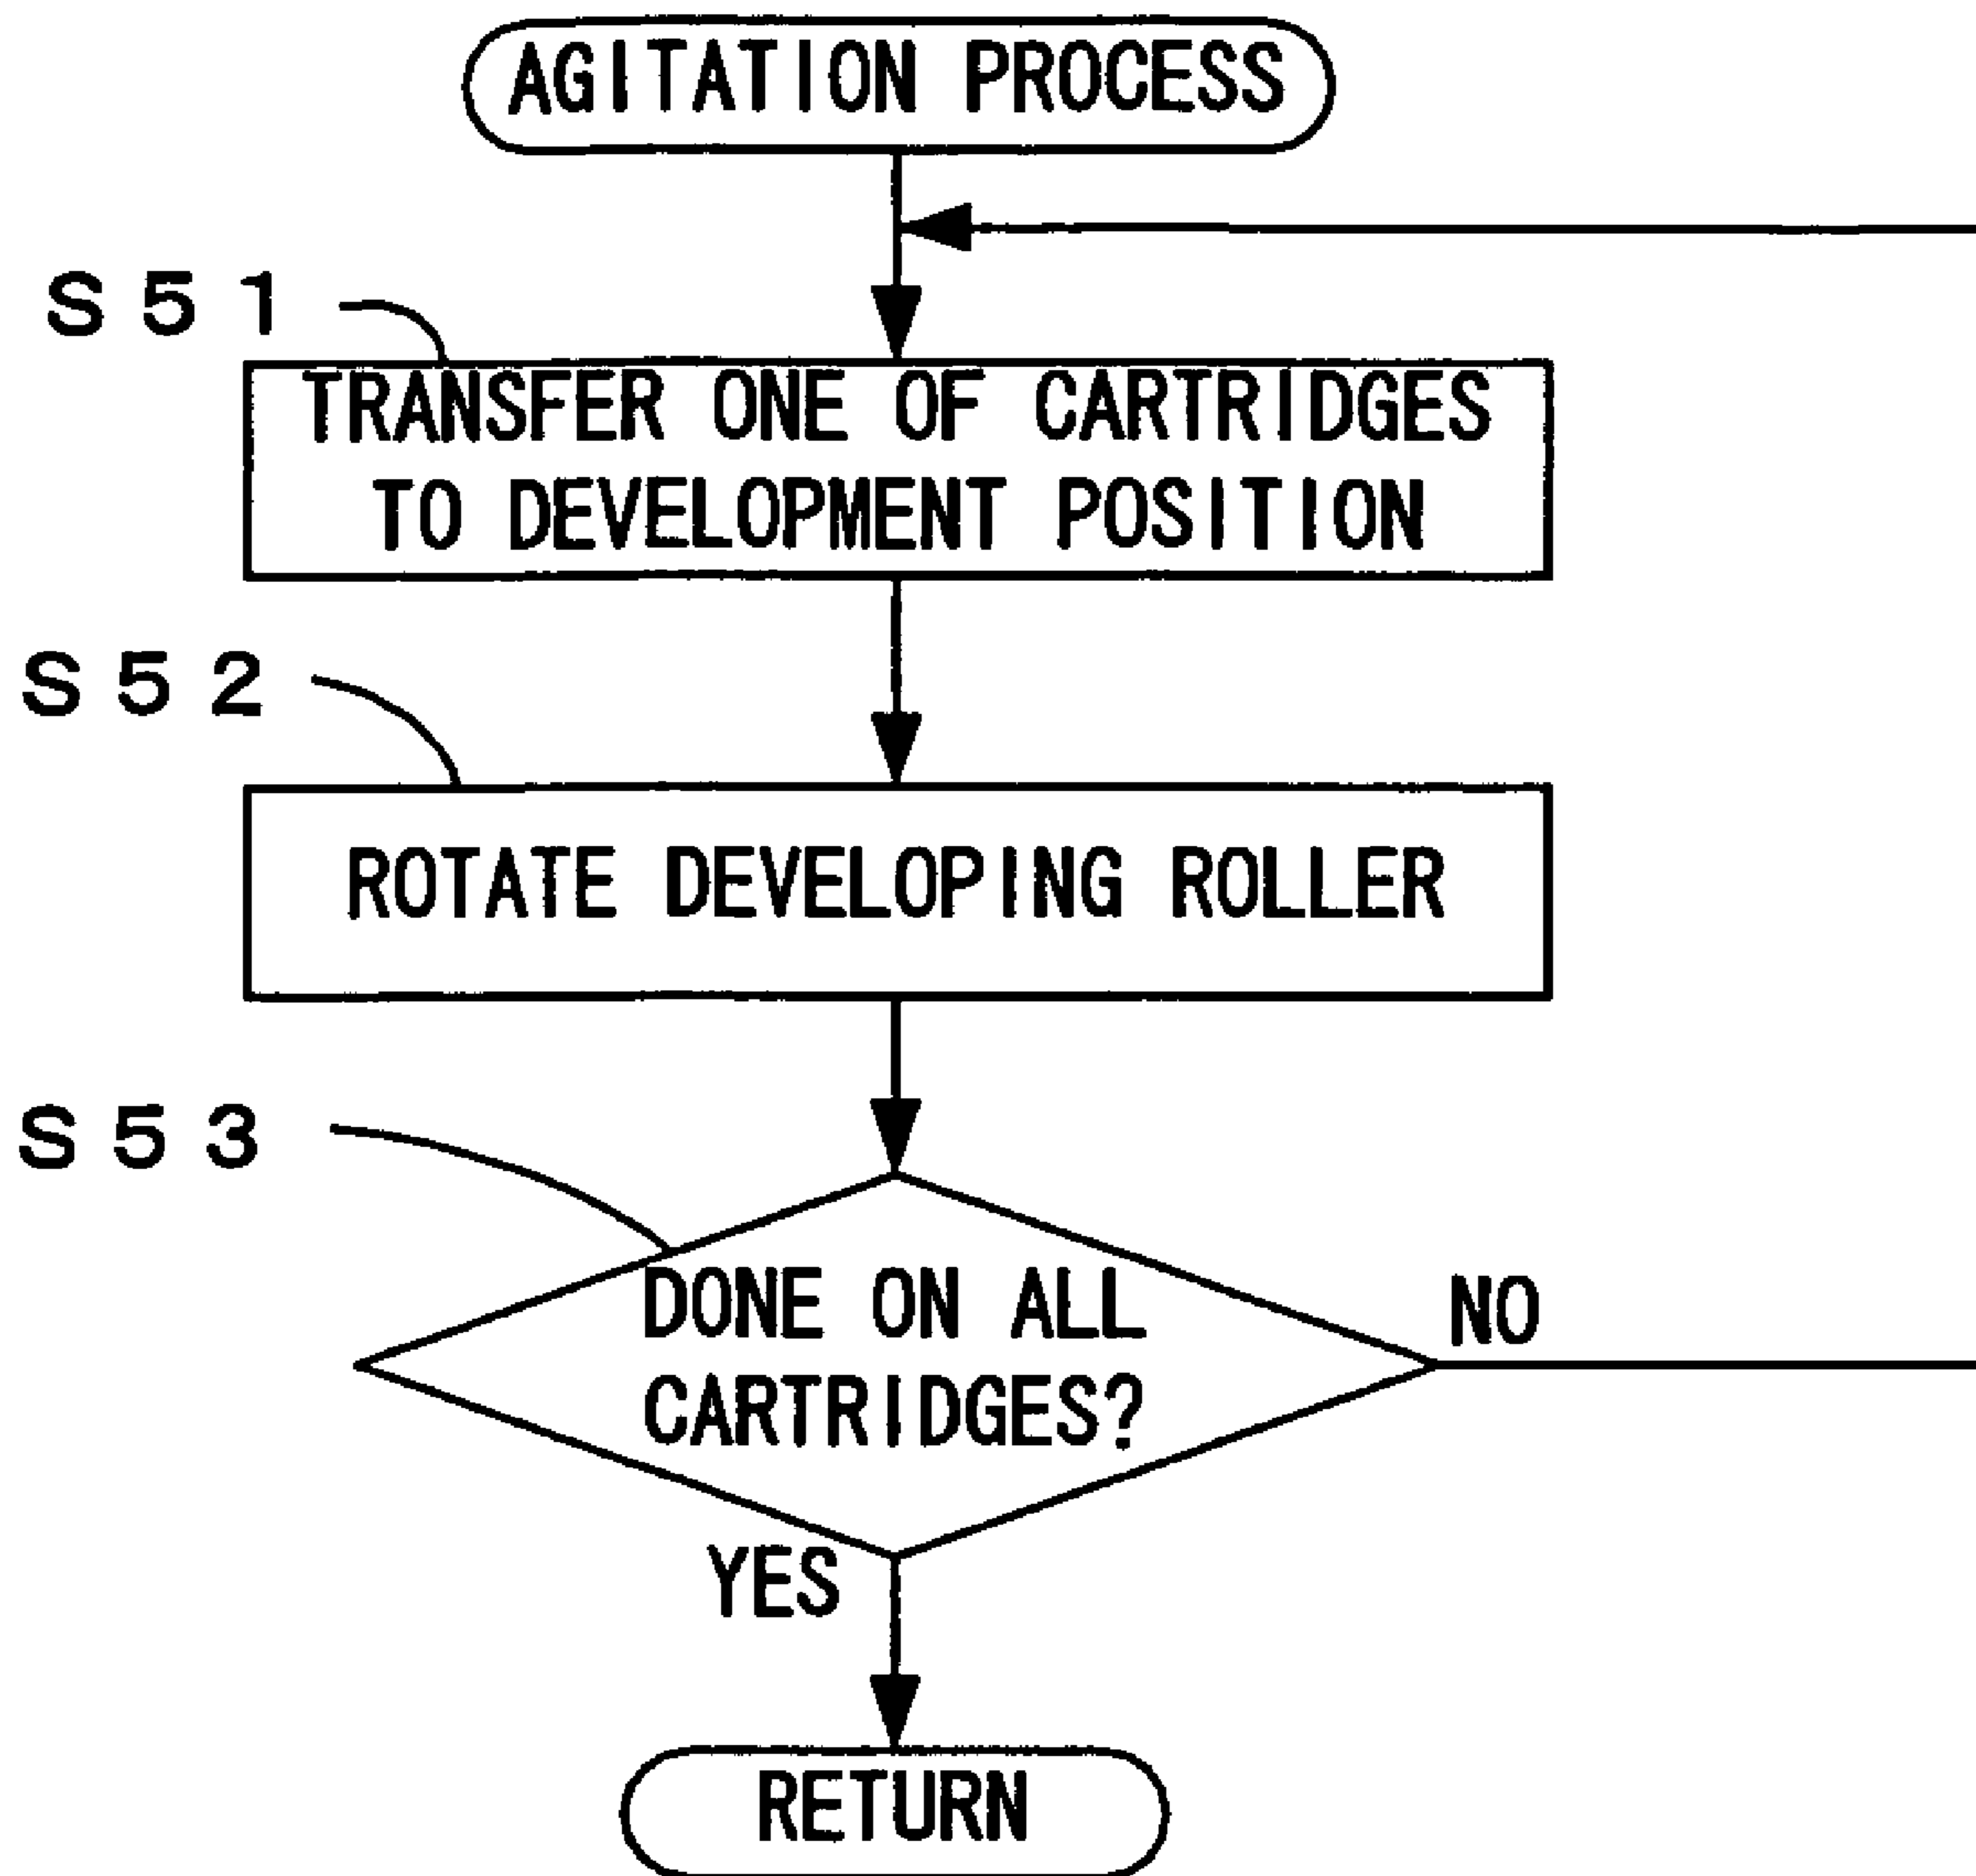 AGITATION PROCESS
S51
TRANSFER ONE OF CARTRIDGES
TO DEVELOPMENT POSITION
S52
ROTATE DEVELOPING ROLLER
S53
DONE ON ALL
CARTRIDGES?
NO
YES
RETURN